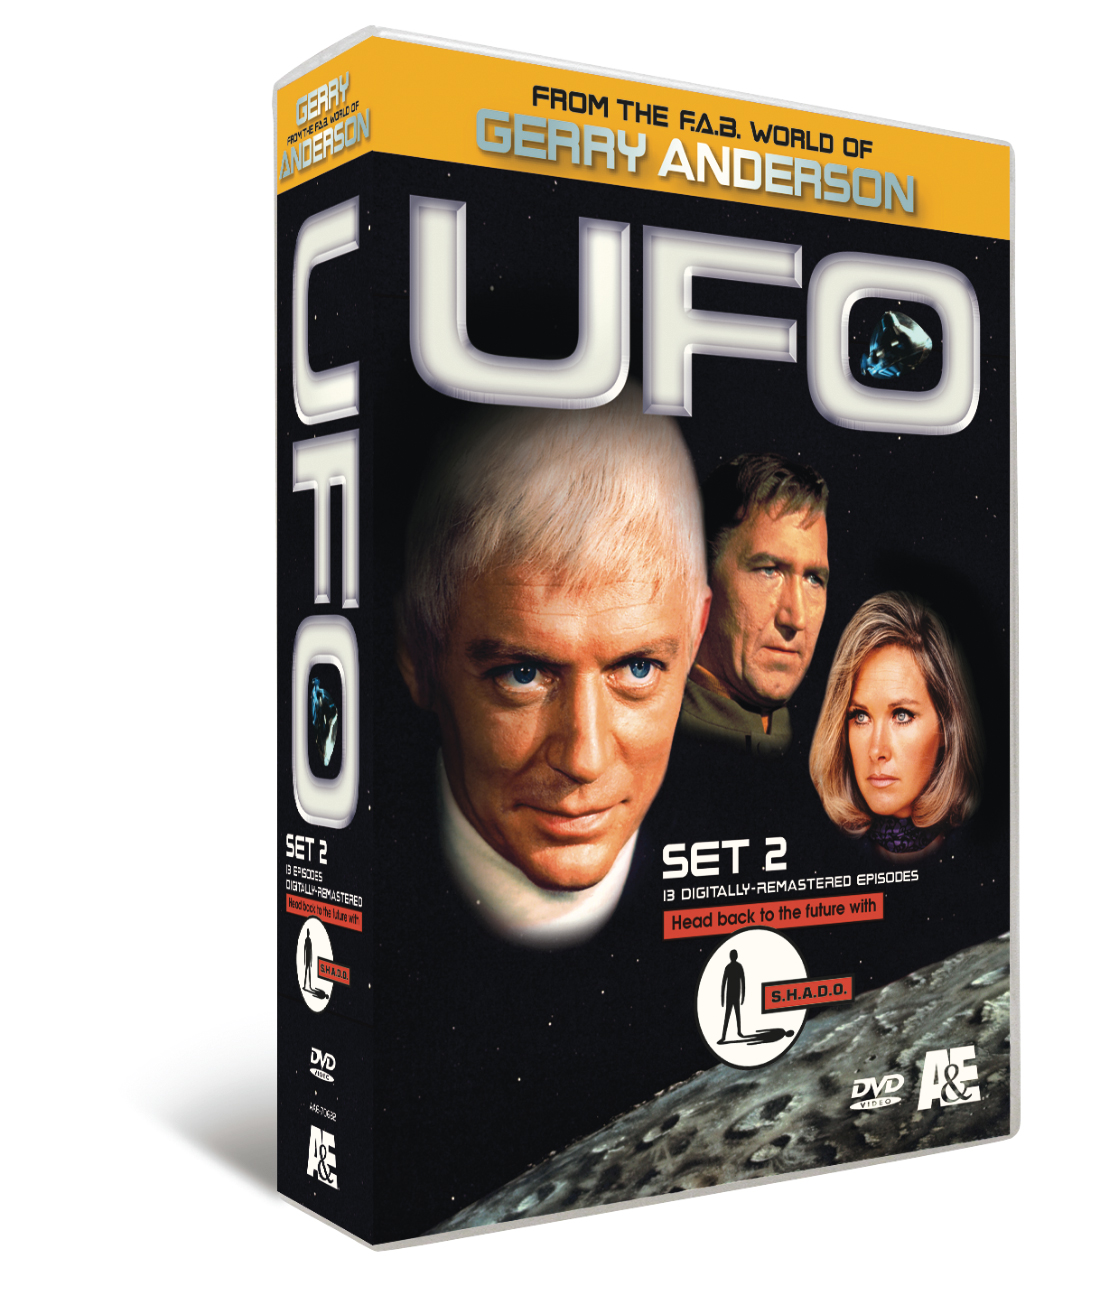 GERRY
FROM THE F.A.B. WORLD OF
ANDERSON
UFO
SET 2
13 EPISODES
DIGITALLY-REMASTERED
Head back to the future with
S.H.A.D.O.
DVD
VIDEO
A&E
FROM THE F.A.B. WORLD OF
GERRY ANDERSON
UFO
SET 2
13 DIGITALLY-REMASTERED EPISODES
Head back to the future with
S.H.A.D.O.
DVD
VIDEO
A&E